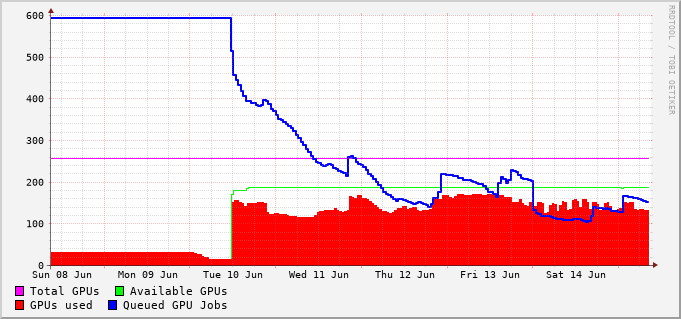 600
500
400
300
200
100
0
Sun 08 Jun Mon 09 Jun Tue 10 Jun Wed 11 Jun Thu 12 Jun Fri 13 Jun Sat 14 Jun
Total GPUs Available GPUs
GPUs used Queued GPU Jobs
RRDTOOL / TOBI OETIKER